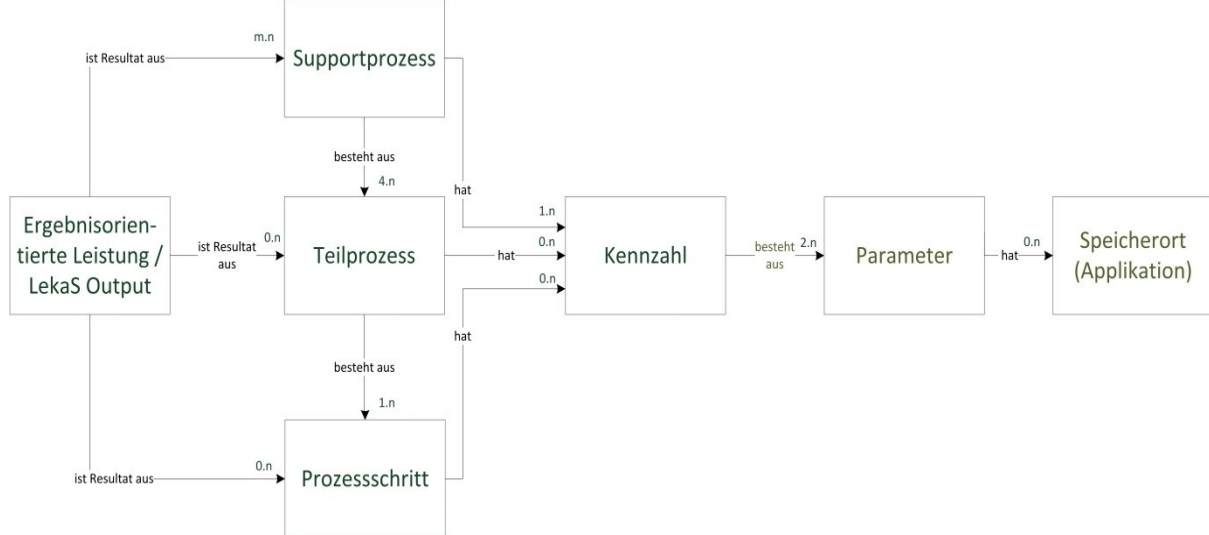 m.n
ist Resultat aus
Supportprozess
besteht aus
4.n
hat
1.n
Ergebnisorien-
tierte Leistung /
LekaS Output
ist Resultat
aus
0.n
Teilprozess
hat
0.n
0.n
Kennzahl
besteht
aus
2.n
Parameter
hat
0.n
Speicherort
(Applikation)
hat
besteht aus
1.n
ist Resultat aus
0.n
Prozessschritt